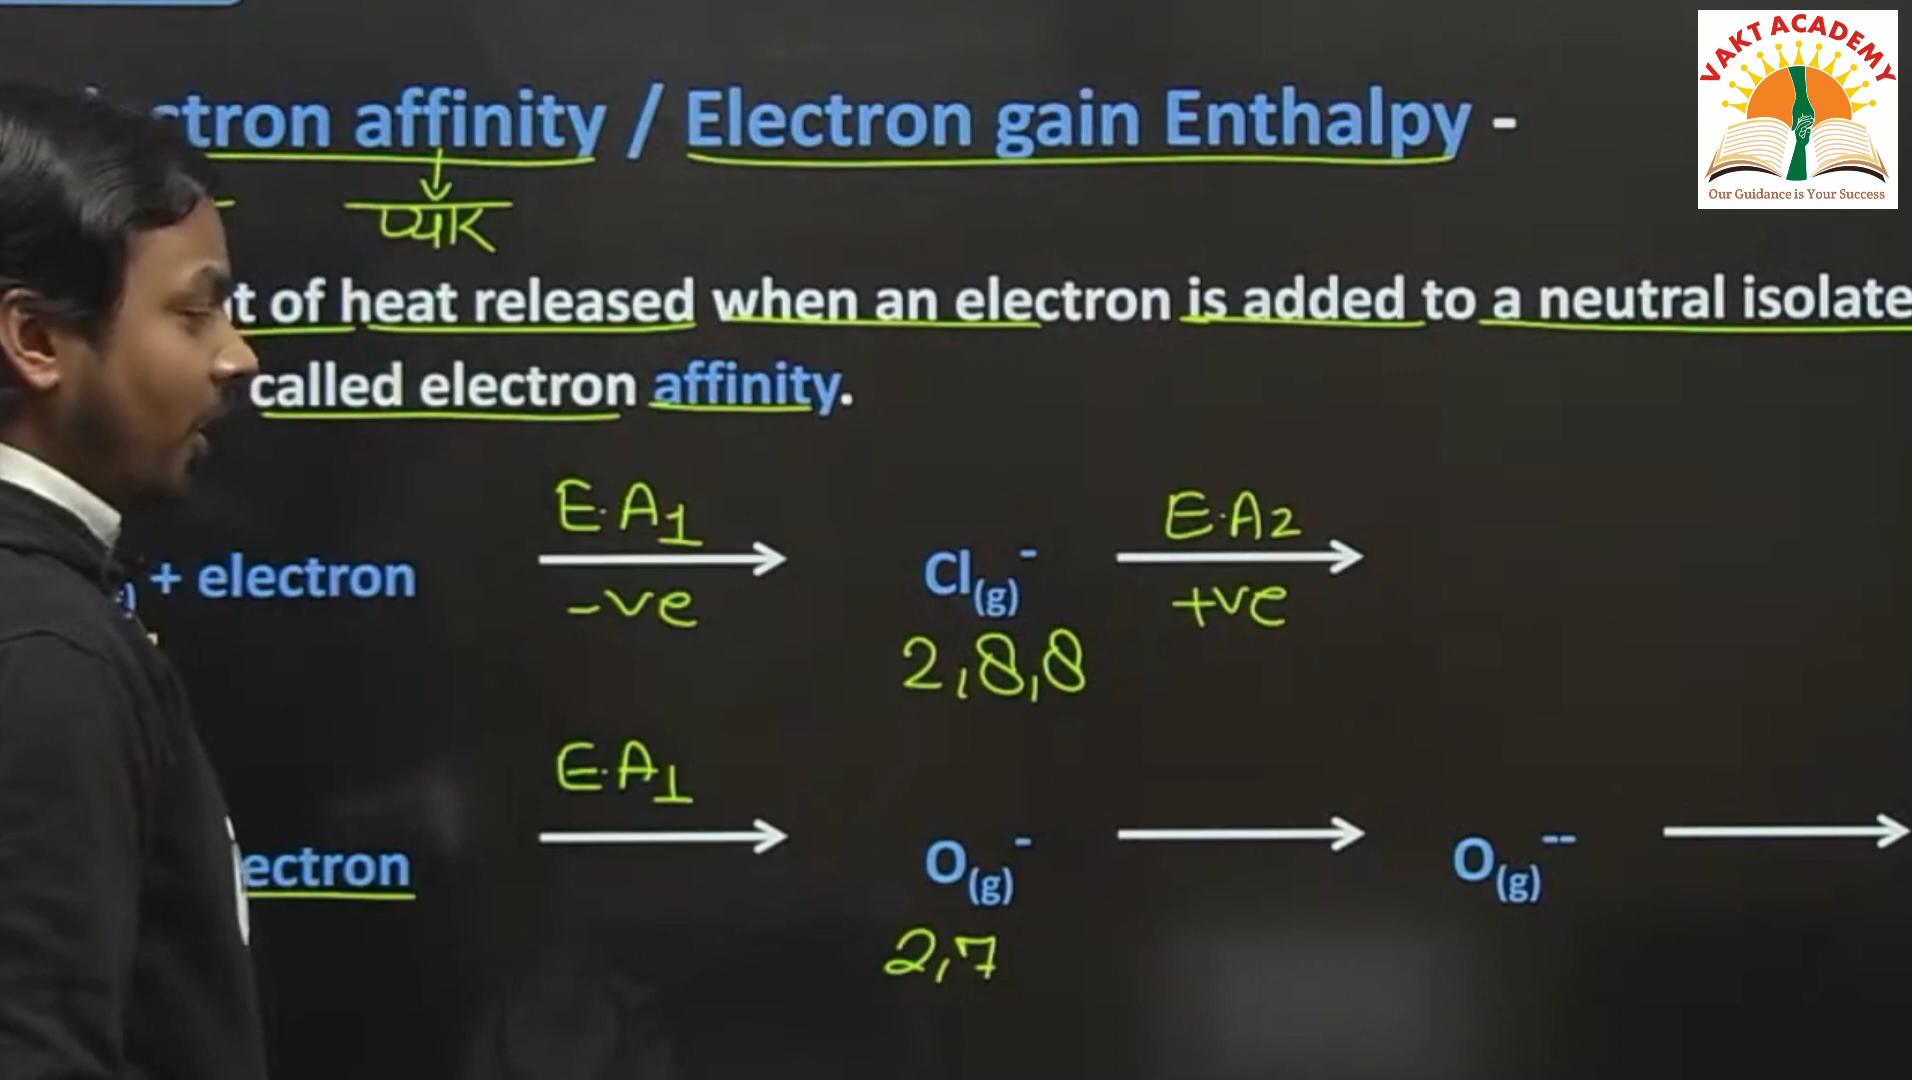 VAKT ACADEMY
Our Guidance is Your Success
ctron affinity / Electron gain Enthalpy -
प्यार
t of heat released when an electron is added to a neutral isolate
called electron affinity.
E.A1
E.A2
+ electron
Cl(g)-
-ve
+ve
2,8,8
E.A1
ectron
O(g)-
O(g)--
2,7